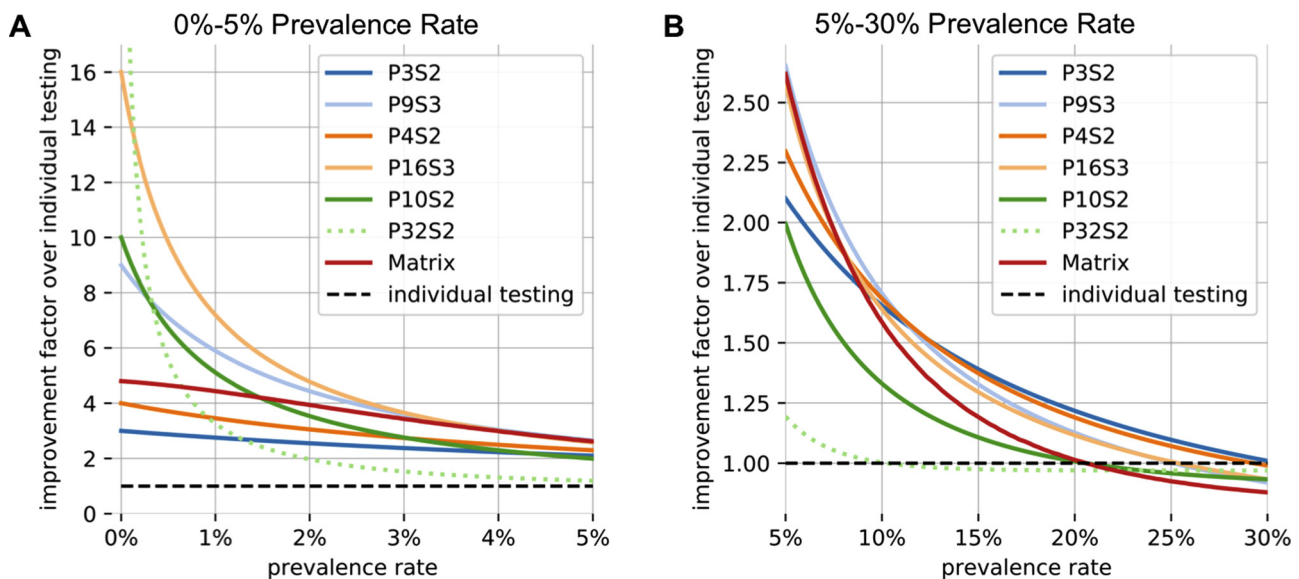 A
0%-5% Prevalence Rate
improvement factor over individual testing
16
14
12
10
8
6
4
2
0
P3S2
P9S3
P4S2
P16S3
P10S2
P32S2
Matrix
individual testing
0%
1%
2%
3%
4%
5%
prevalence rate
B
5%-30% Prevalence Rate
improvement factor over individual testing
2.50
2.25
2.00
1.75
1.50
1.25
1.00
P3S2
P9S3
P4S2
P16S3
P10S2
P32S2
Matrix
individual testing
5%
10%
15%
20%
25%
30%
prevalence rate